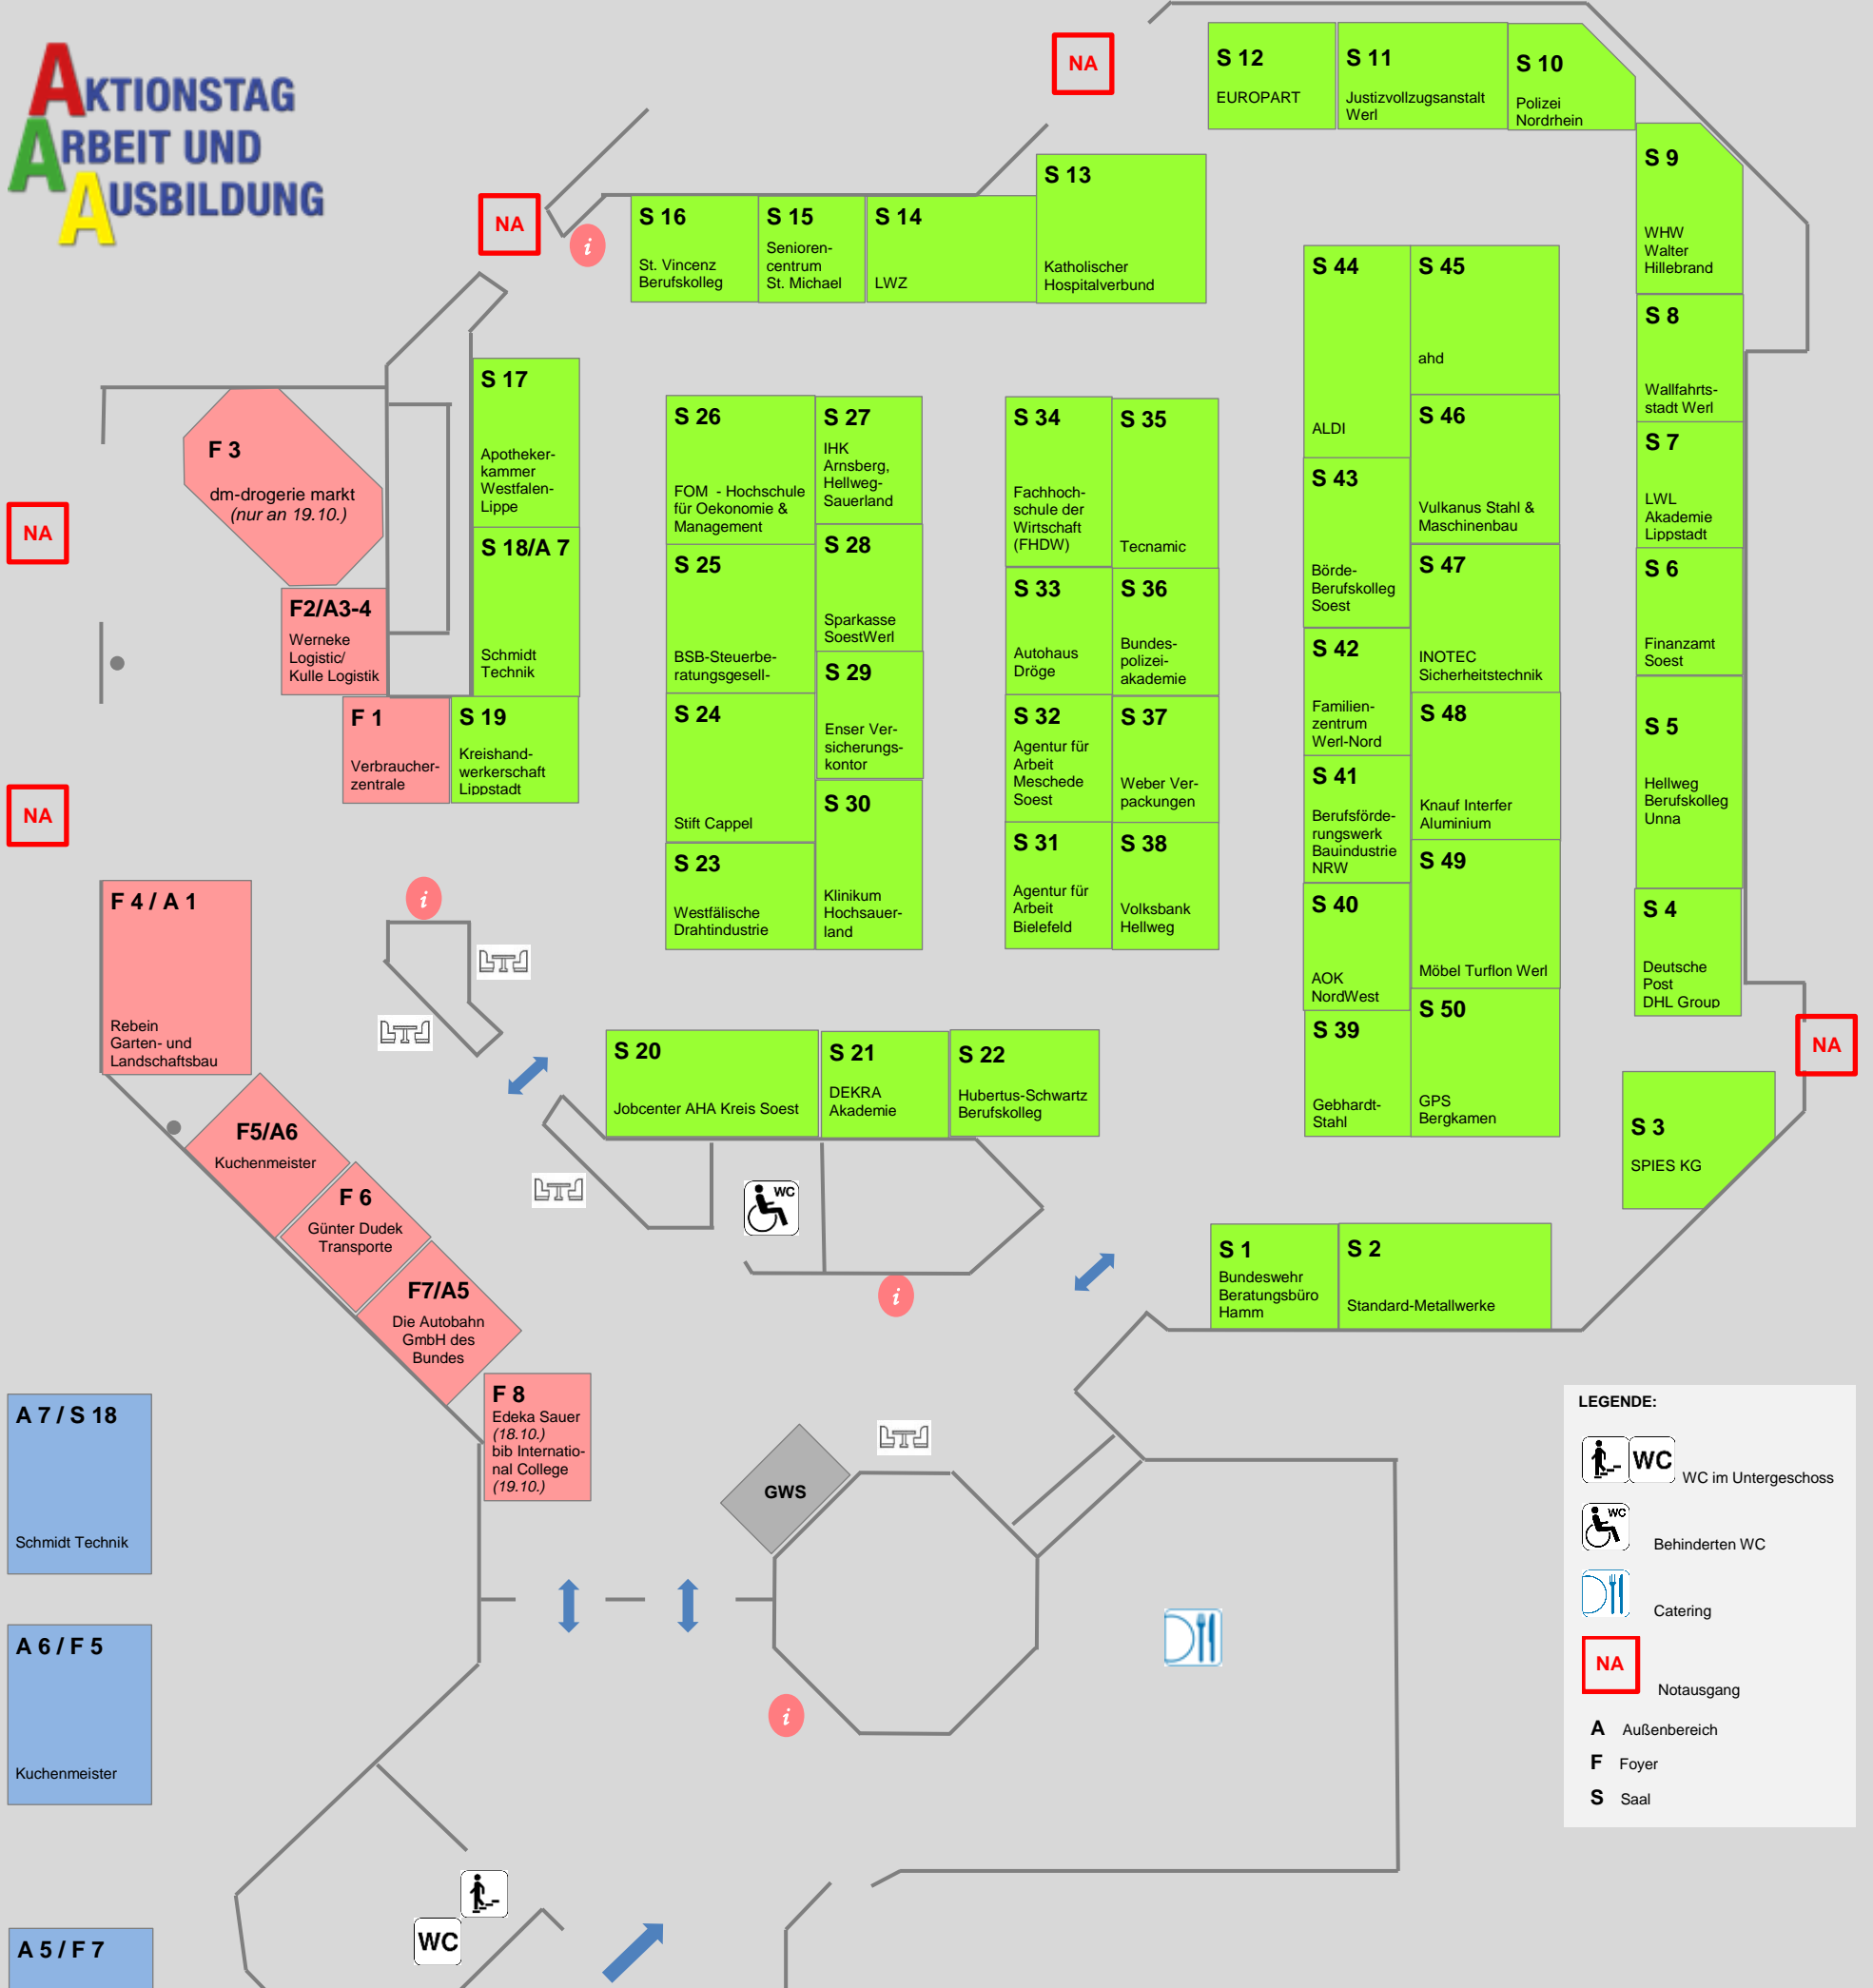 AKTIONSTAG
ARBEIT UND
AUSBILDUNG
NA
S 12
EUROPART
S 11
Justizvollzugsanstalt
Werl
S 10
Polizei
Nordrhein
S 9
WHW
Walter
Hillebrand
S 13
Katholischer
Hospitalverbund
NA
i
S 16
St. Vincenz
Berufskolleg
S 15
Senioren-
centrum
St. Michael
S 14
LWZ
S 44
ALDI
S 45
ahd
S 8
Wallfahrts-
stadt Werl
S 17
Apotheker-
kammer
Westfalen-
Lippe
F 3
dm-drogerie markt
(nur an 19.10.)
NA
S 26
FOM - Hochschule
für Oekonomie &
Management
S 27
IHK
Arnsberg,
Hellweg-
Sauerland
S 34
Fachhoch-
schule der
Wirtschaft
(FHDW)
S 35
Tecnamic
S 43
Börde-
Berufskolleg
Soest
S 46
Vulkanus Stahl &
Maschinenbau
S 7
LWL
Akademie
Lippstadt
S 18/A 7
Schmidt
Technik
F2/A3-4
Werneke
Logistic/
Kulle Logistik
S 25
BSB-Steuerbe-
ratungsgesell-
S 28
Sparkasse
SoestWerl
S 33
Autohaus
Dröge
S 36
Bundes-
polizei-
akademie
S 42
Familien-
zentrum
Werl-Nord
S 47
INOTEC
Sicherheitstechnik
S 6
Finanzamt
Soest
F 1
Verbraucher-
zentrale
S 19
Kreishand-
werkerschaft
Lippstadt
NA
S 24
Stift Cappel
S 29
Enser Ver-
sicherungs-
kontor
S 32
Agentur für
Arbeit
Meschede
Soest
S 37
Weber Ver-
packungen
S 41
Berufsförde-
rungswerk
Bauindustrie
NRW
S 48
Knauf Interfer
Aluminium
S 5
Hellweg
Berufskolleg
Unna
S 23
Westfälische
Drahtindustrie
S 30
Klinikum
Hochsauer-
land
S 31
Agentur für
Arbeit
Bielefeld
S 38
Volksbank
Hellweg
S 40
AOK
NordWest
S 49
Möbel Turflon Werl
S 4
Deutsche
Post
DHL Group
F 4 / A 1
Rebein
Garten- und
Landschaftsbau
i
S 20
Jobcenter AHA Kreis Soest
S 21
DEKRA
Akademie
S 22
Hubertus-Schwartz
Berufskolleg
S 39
Gebhardt-
Stahl
S 50
GPS
Bergkamen
NA
S 3
SPIES KG
F5/A6
Kuchenmeister
F 6
Günter Dudek
Transporte
F7/A5
Die Autobahn
GmbH des
Bundes
WC
i
S 1
Bundeswehr
Beratungsbüro
Hamm
S 2
Standard-Metallwerke
F 8
Edeka Sauer
(18.10.)
bib Internatio-
nal College
(19.10.)
GWS
i
A 7 / S 18
Schmidt Technik
A 6 / F 5
Kuchenmeister
A 5 / F 7
WC
LEGENDE:
WC
WC im Untergeschoss
WC
Behinderten WC
Catering
NA
Notausgang
A Außenbereich
F Foyer
S Saal